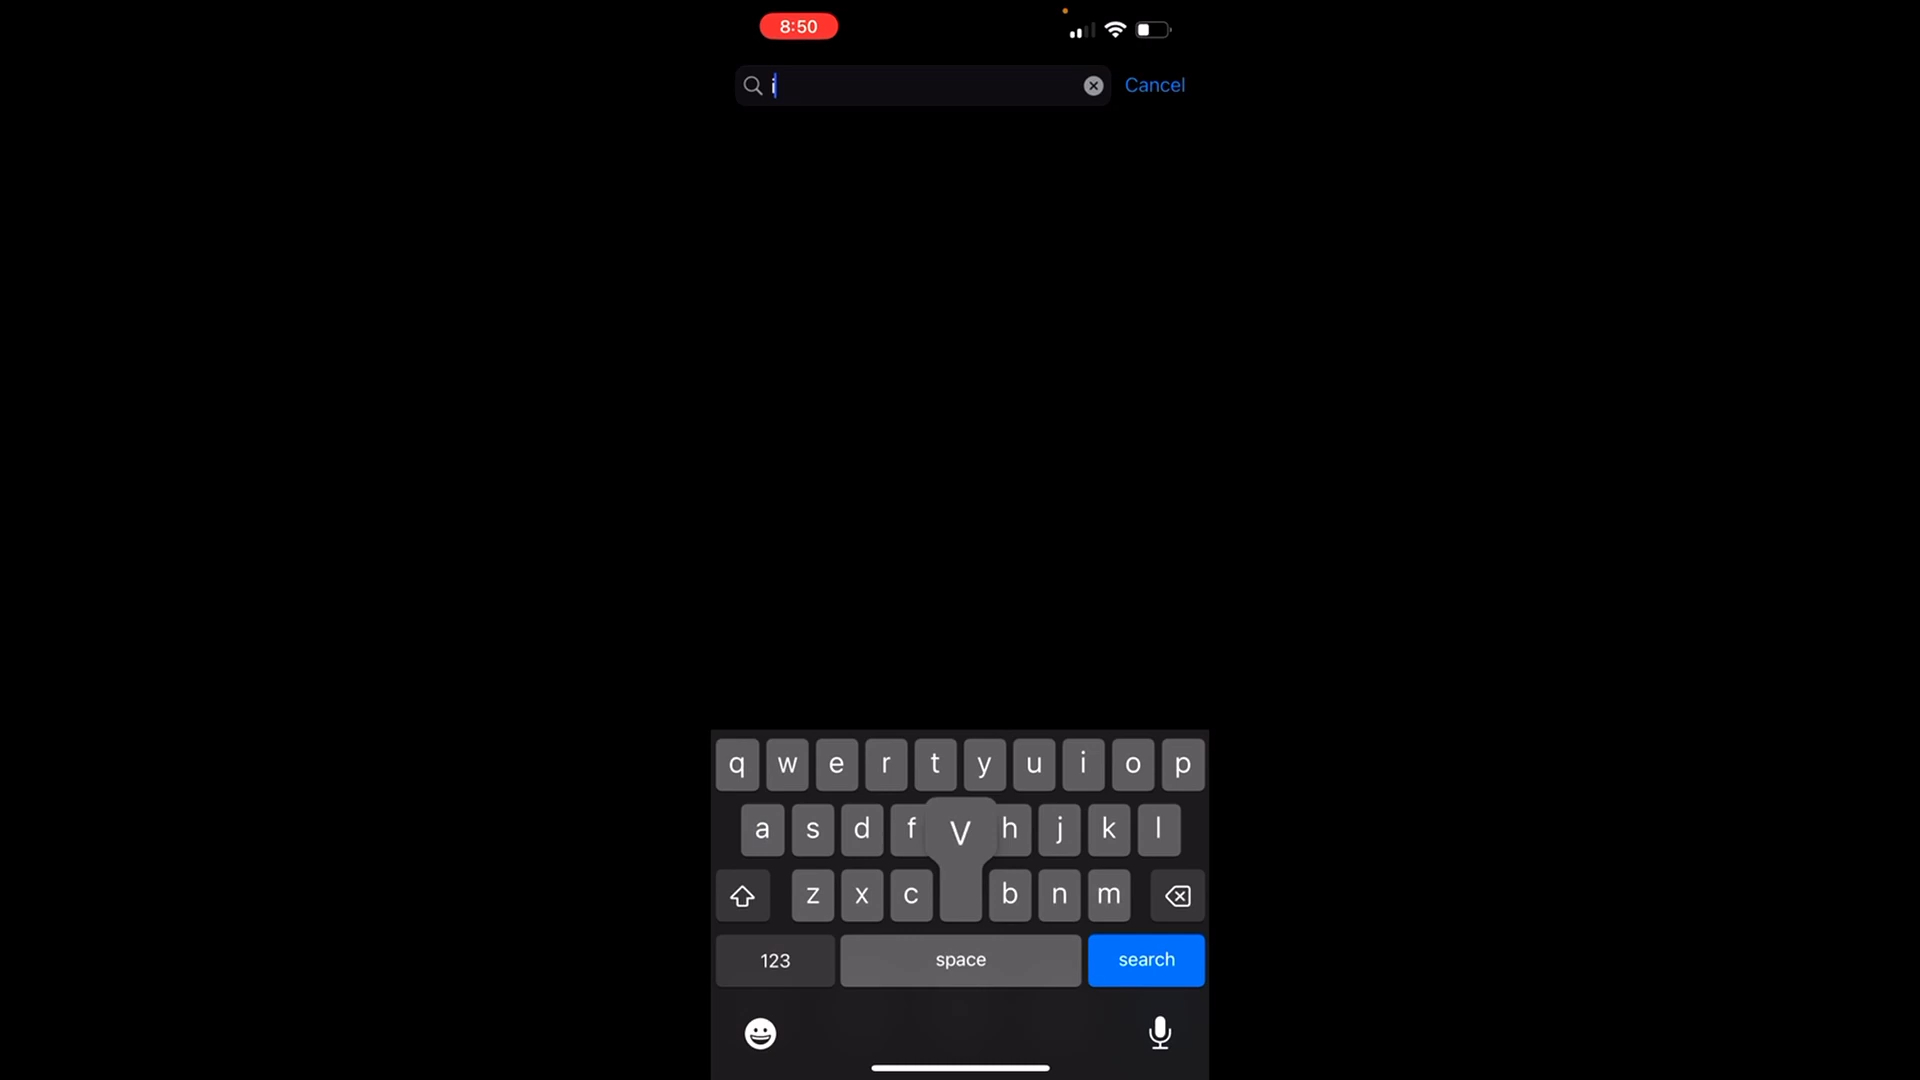 8:50
i Cancel
q w e r t y u i o p
a s d f V h j k l
z x c b n m
123 space search